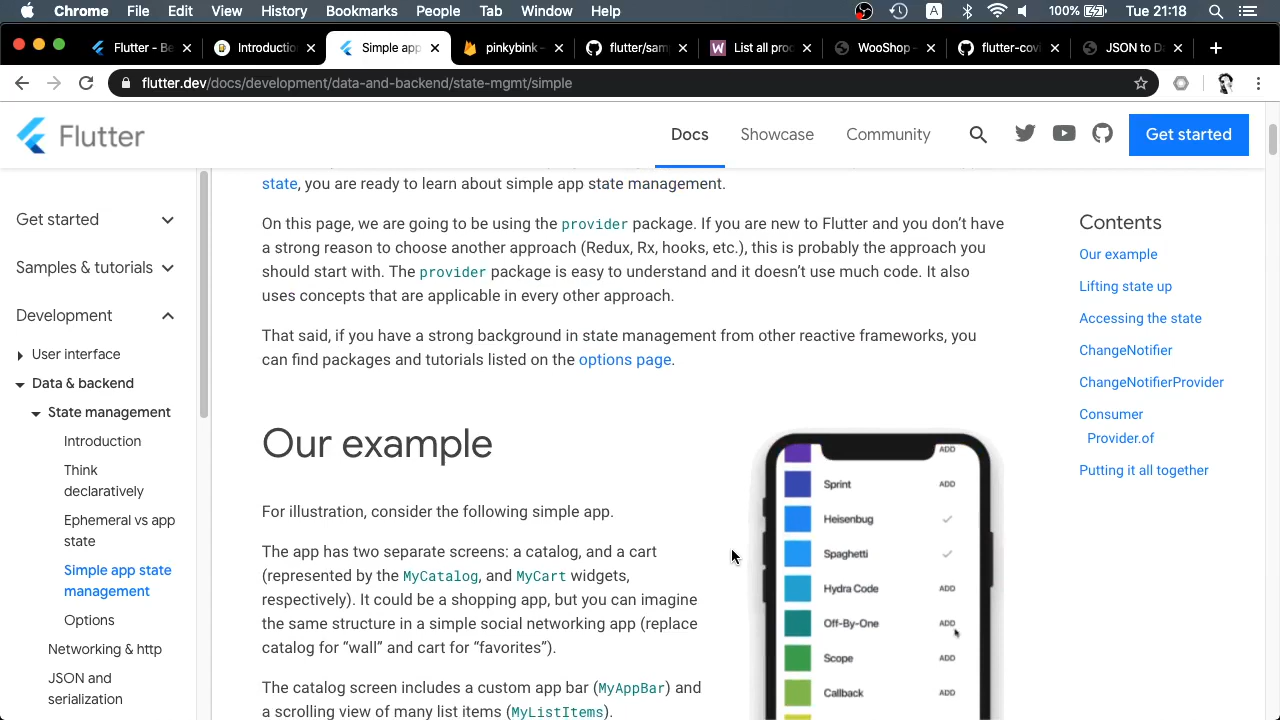 Chrome File Edit View History Bookmarks People Tab Window Help 100% Tue 21:18
Flutter - Be Introduction Simple app pinkybink - flutter/sam List all pro WooShop - flutter-covi JSON to Da
flutter.dev/docs/development/data-and-backend/state-mgmt/simple
Flutter Docs Showcase Community Get started
Get started
Samples & tutorials
Development
User interface
Data & backend
State management
Introduction
Think
declaratively
Ephemeral vs app
state
Simple app state
management
Options
Networking & http
JSON and
serialization
state, you are ready to learn about simple app state management.
On this page, we are going to be using the provider package. If you are new to Flutter and you don’t have
a strong reason to choose another approach (Redux, Rx, hooks, etc.), this is probably the approach you
should start with. The provider package is easy to understand and it doesn’t use much code. It also
uses concepts that are applicable in every other approach.
That said, if you have a strong background in state management from other reactive frameworks, you
can find packages and tutorials listed on the options page.
Our example
For illustration, consider the following simple app.
The app has two separate screens: a catalog, and a cart
(represented by the MyCatalog, and MyCart widgets,
respectively). It could be a shopping app, but you can imagine
the same structure in a simple social networking app (replace
catalog for “wall” and cart for “favorites”).
The catalog screen includes a custom app bar (MyAppBar) and
a scrolling view of many list items (MyListItems).
ADD
Sprint ADD
Heisenbug
Spaghetti
Hydra Code ADD
Off-By-One ADD
Scope ADD
Callback ADD
Contents
Our example
Lifting state up
Accessing the state
ChangeNotifier
ChangeNotifierProvider
Consumer
Provider.of
Putting it all together